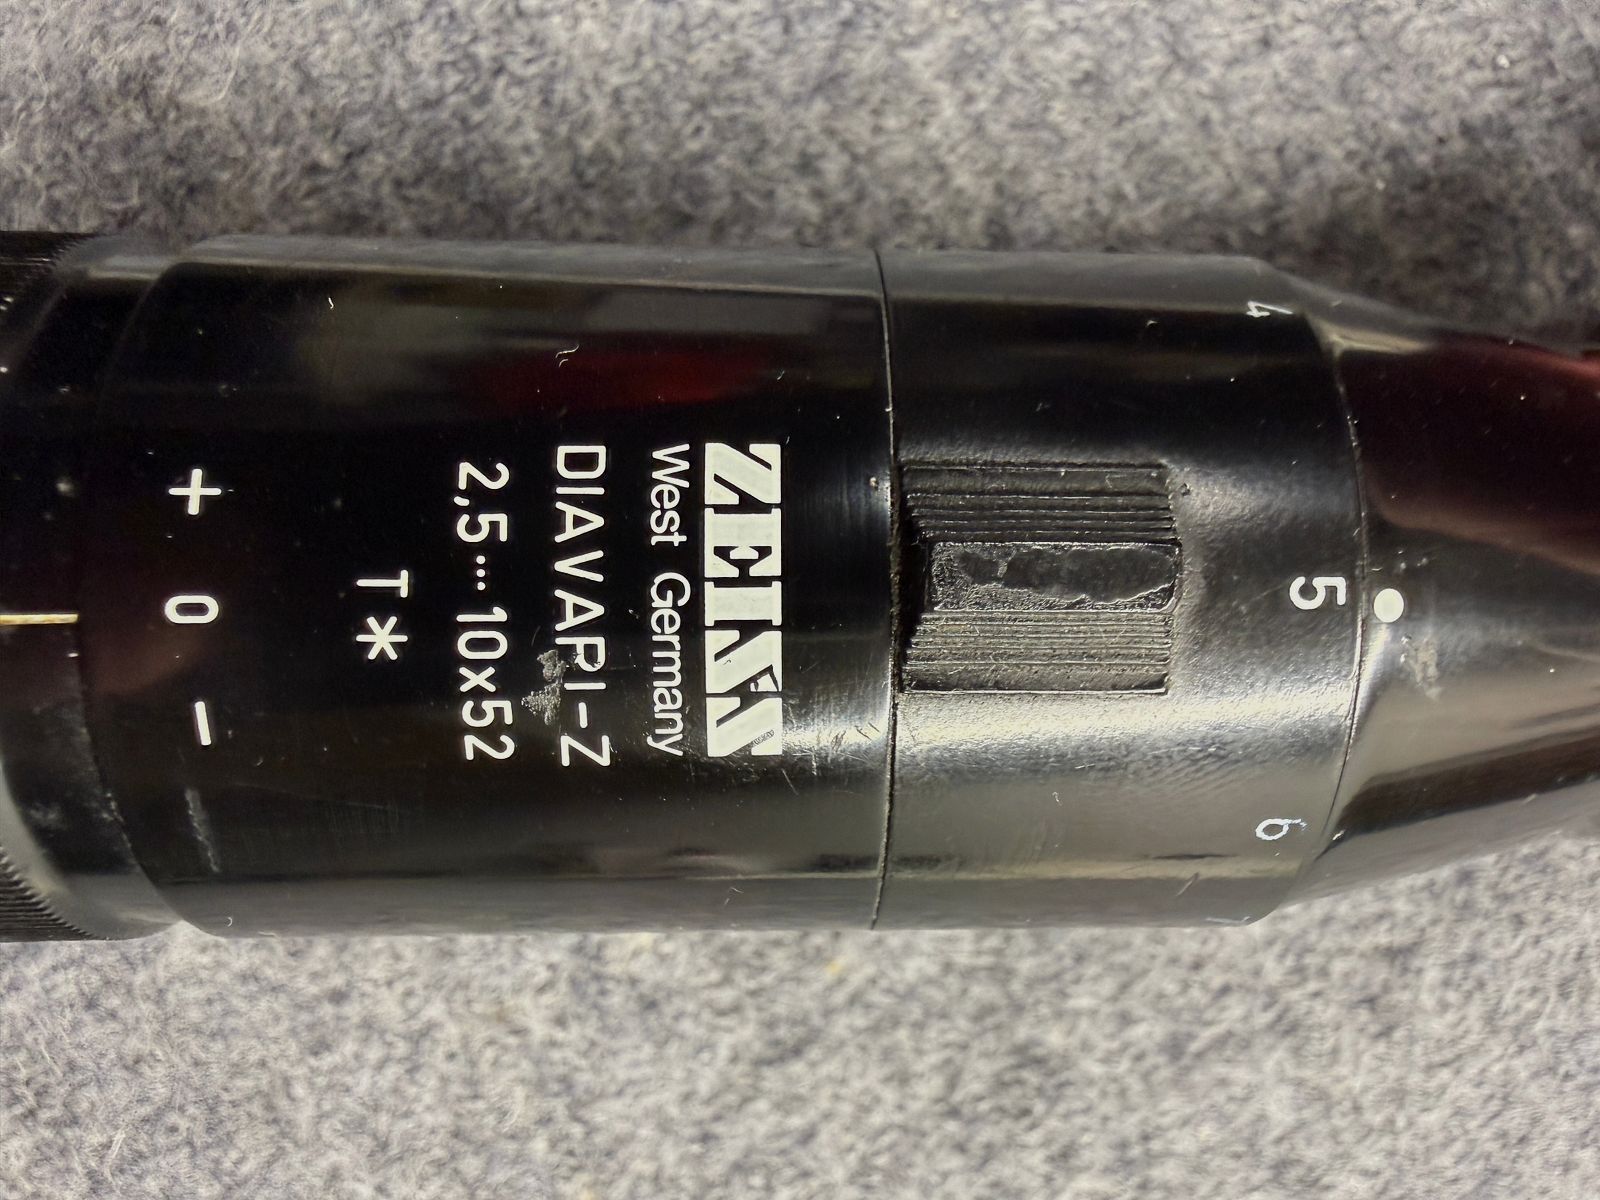 ZEISS
West Germany
DIAVARI-Z
2,5...10x52
T*
+ 0 -
4 5 6